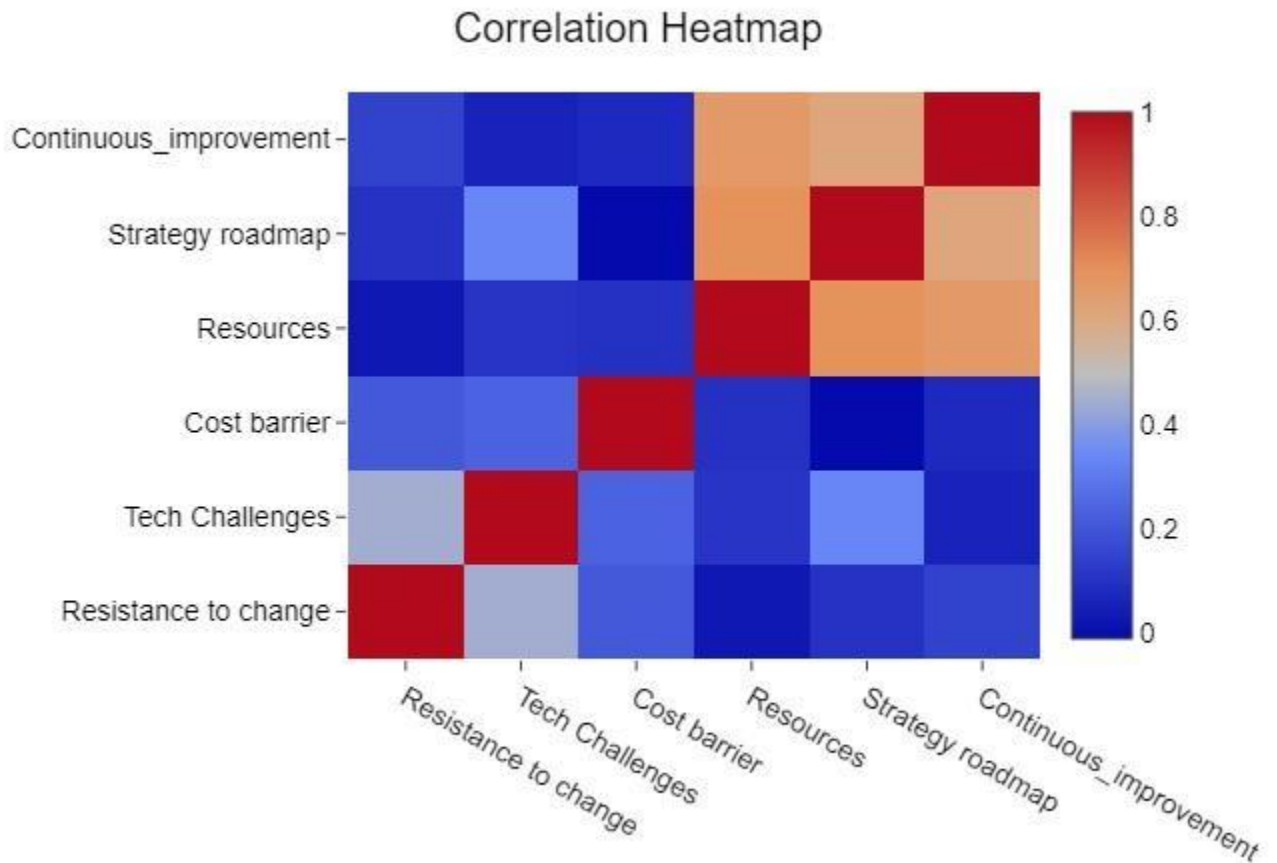 Correlation Heatmap
Continuous_improvement
Strategy roadmap
Resources
Cost barrier
Tech Challenges
Resistance to change
Resistance to change
Tech Challenges
Cost barrier
Resources
Strategy roadmap
Continuous_improvement
1
0.8
0.6
0.4
0.2
0